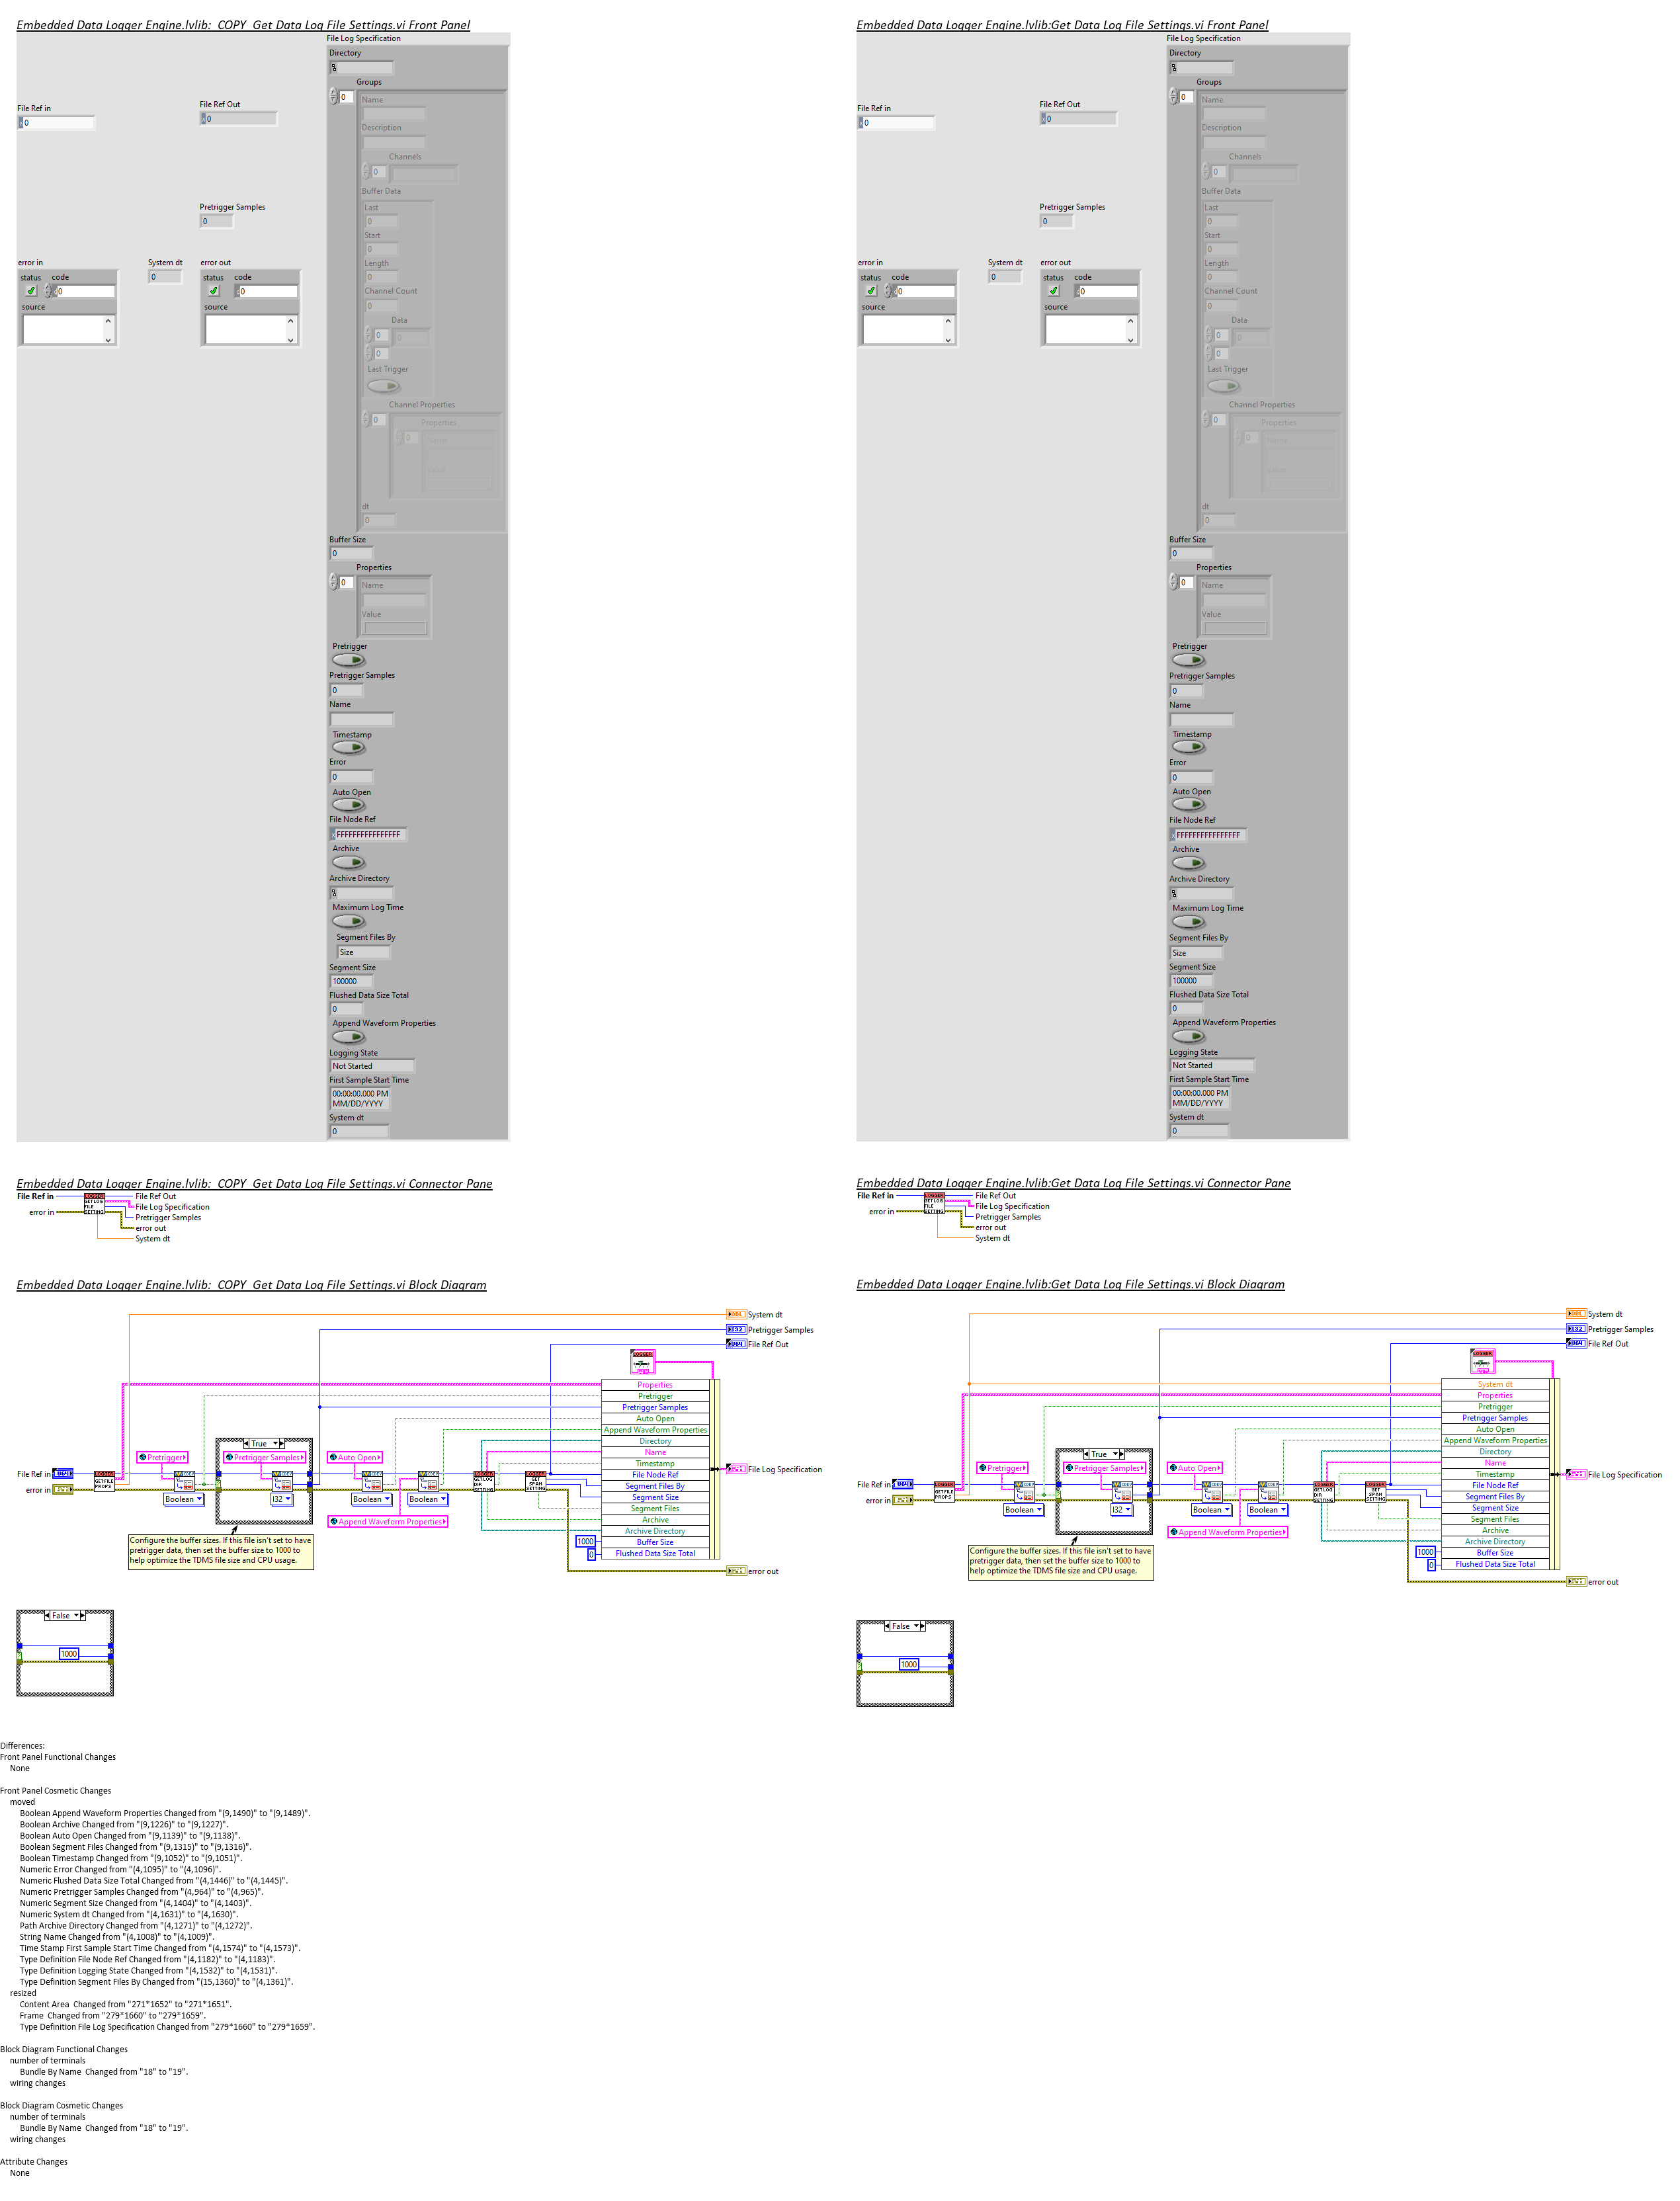 Embedded Data Logger Engine.lvlib:_COPY_Get Data Log File Settings.vi Front Panel
File Log Specification
Directory
Groups
0
Name
File Ref in
File Ref Out
0
0
Description
Channels
0
Buffer Data
Pretrigger Samples
Last
0
0
Start
0
error in
System dt
error out
Length
status
code
0
status
code
0
0
0
Channel Count
source
source
0
Data
0
0
0
Last Trigger
Channel Properties
0
Properties
0
Name
Value
dt
0
Buffer Size
0
Properties
0
Name
Value
Pretrigger
Pretrigger Samples
0
Name
Timestamp
Error
0
Auto Open
File Node Ref
FFFFFFFFFFFFFFFF
Archive
Archive Directory
Maximum Log Time
Segment Files By
Size
Segment Size
100000
Flushed Data Size Total
0
Append Waveform Properties
Logging State
Not Started
First Sample Start Time
00:00:00.000 PM
MM/DD/YYYY
System dt
0
Embedded Data Logger Engine.lvlib:Get Data Log File Settings.vi Front Panel
File Log Specification
Directory
Groups
0
Name
File Ref in
File Ref Out
0
0
Description
Channels
0
Buffer Data
Pretrigger Samples
Last
0
0
Start
0
error in
System dt
error out
Length
status
code
0
status
code
0
0
0
Channel Count
source
source
0
Data
0
0
0
Last Trigger
Channel Properties
0
Properties
0
Name
Value
dt
0
Buffer Size
0
Properties
0
Name
Value
Pretrigger
Pretrigger Samples
0
Name
Timestamp
Error
0
Auto Open
File Node Ref
FFFFFFFFFFFFFFFF
Archive
Archive Directory
Maximum Log Time
Segment Files By
Size
Segment Size
100000
Flushed Data Size Total
0
Append Waveform Properties
Logging State
Not Started
First Sample Start Time
00:00:00.000 PM
MM/DD/YYYY
System dt
0
Embedded Data Logger Engine.lvlib:_COPY_Get Data Log File Settings.vi Connector Pane
File Ref in
error in
LOGGER
GETLOG
FILE
SETTING
File Ref Out
File Log Specification
Pretrigger Samples
error out
System dt
Embedded Data Logger Engine.lvlib:Get Data Log File Settings.vi Connector Pane
File Ref in
error in
LOGGER
GETLOG
FILE
SETTING
File Ref Out
File Log Specification
Pretrigger Samples
error out
System dt
Embedded Data Logger Engine.lvlib:_COPY_Get Data Log File Settings.vi Block Diagram
System dt
Pretrigger Samples
File Ref Out
LOGGER
Properties
Pretrigger
Pretrigger Samples
Auto Open
Append Waveform Properties
Directory
Name
Timestamp
File Node Ref
Segment Files By
Segment Size
Segment Files
Archive
Archive Directory
Buffer Size
Flushed Data Size Total
File Log Specification
error out
True
Pretrigger
Pretrigger Samples
Auto Open
File Ref in
error in
LOGGER
GETFILE
PROPS
Boolean
I32
Boolean
Boolean
LOGGER
GETLOG
DIR
SETTING
LOGGER
GET
SPAN
SETTING
Append Waveform Properties
1000
0
Configure the buffer sizes. If this file isn't set to have
pretrigger data, then set the buffer size to 1000 to
help optimize the TDMS file size and CPU usage.
False
1000
Embedded Data Logger Engine.lvlib:Get Data Log File Settings.vi Block Diagram
System dt
Pretrigger Samples
File Ref Out
LOGGER
System dt
Properties
Pretrigger
Pretrigger Samples
Auto Open
Append Waveform Properties
Directory
Name
Timestamp
File Node Ref
Segment Files By
Segment Size
Segment Files
Archive
Archive Directory
Buffer Size
Flushed Data Size Total
File Log Specification
error out
True
Pretrigger
Pretrigger Samples
Auto Open
File Ref in
error in
LOGGER
GETFILE
PROPS
Boolean
I32
Boolean
Boolean
LOGGER
GETLOG
DIR
SETTING
LOGGER
GET
SPAN
SETTING
Append Waveform Properties
1000
0
Configure the buffer sizes. If this file isn't set to have
pretrigger data, then set the buffer size to 1000 to
help optimize the TDMS file size and CPU usage.
False
1000
Differences:
Front Panel Functional Changes
None
Front Panel Cosmetic Changes
moved
Boolean Append Waveform Properties Changed from "(9,1490)" to "(9,1489)".
Boolean Archive Changed from "(9,1226)" to "(9,1227)".
Boolean Auto Open Changed from "(9,1139)" to "(9,1138)".
Boolean Segment Files Changed from "(9,1315)" to "(9,1316)".
Boolean Timestamp Changed from "(9,1052)" to "(9,1051)".
Numeric Error Changed from "(4,1095)" to "(4,1096)".
Numeric Flushed Data Size Total Changed from "(4,1446)" to "(4,1445)".
Numeric Pretrigger Samples Changed from "(4,964)" to "(4,965)".
Numeric Segment Size Changed from "(4,1404)" to "(4,1403)".
Numeric System dt Changed from "(4,1631)" to "(4,1630)".
Path Archive Directory Changed from "(4,1271)" to "(4,1272)".
String Name Changed from "(4,1008)" to "(4,1009)".
Time Stamp First Sample Start Time Changed from "(4,1574)" to "(4,1573)".
Type Definition File Node Ref Changed from "(4,1182)" to "(4,1183)".
Type Definition Logging State Changed from "(4,1532)" to "(4,1531)".
Type Definition Segment Files By Changed from "(15,1360)" to "(4,1361)".
resized
Content Area  Changed from "271*1652" to "271*1651".
Frame  Changed from "279*1660" to "279*1659".
Type Definition File Log Specification Changed from "279*1660" to "279*1659".
Block Diagram Functional Changes
number of terminals
Bundle By Name  Changed from "18" to "19".
wiring changes
Block Diagram Cosmetic Changes
number of terminals
Bundle By Name  Changed from "18" to "19".
wiring changes
Attribute Changes
None